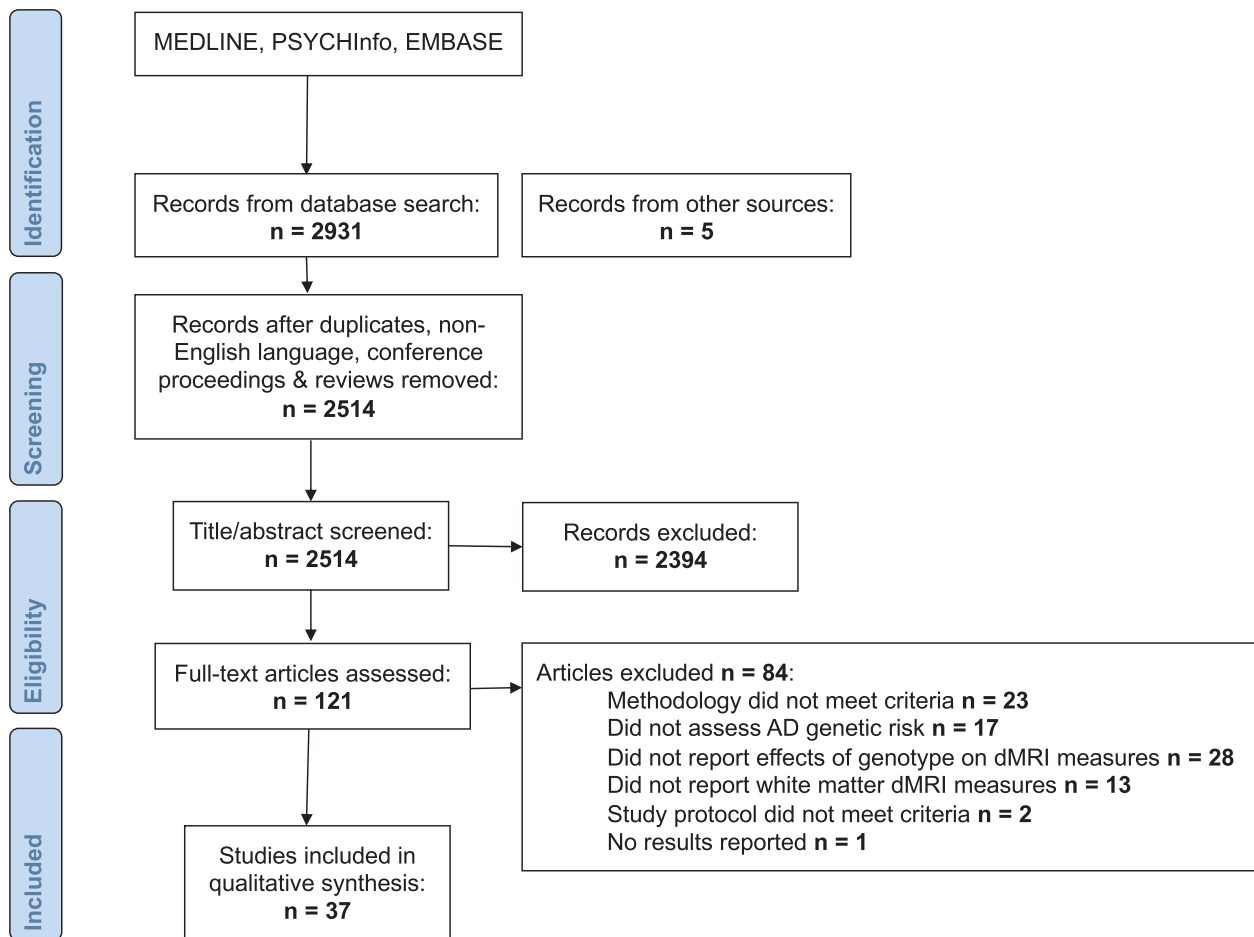 Identification
MEDLINE, PSYCHInfo, EMBASE
Records from database search:
n = 2931
Records from other sources:
n = 5
Screening
Records after duplicates, non-
English language, conference
proceedings & reviews removed:
n = 2514
Eligibility
Title/abstract screened:
n = 2514
Records excluded:
n = 2394
Full-text articles assessed:
n = 121
Articles excluded n = 84:
Methodology did not meet criteria n = 23
Did not assess AD genetic risk n = 17
Did not report effects of genotype on dMRI measures n = 28
Did not report white matter dMRI measures n = 13
Study protocol did not meet criteria n = 2
No results reported n = 1
Included
Studies included in
qualitative synthesis:
n = 37